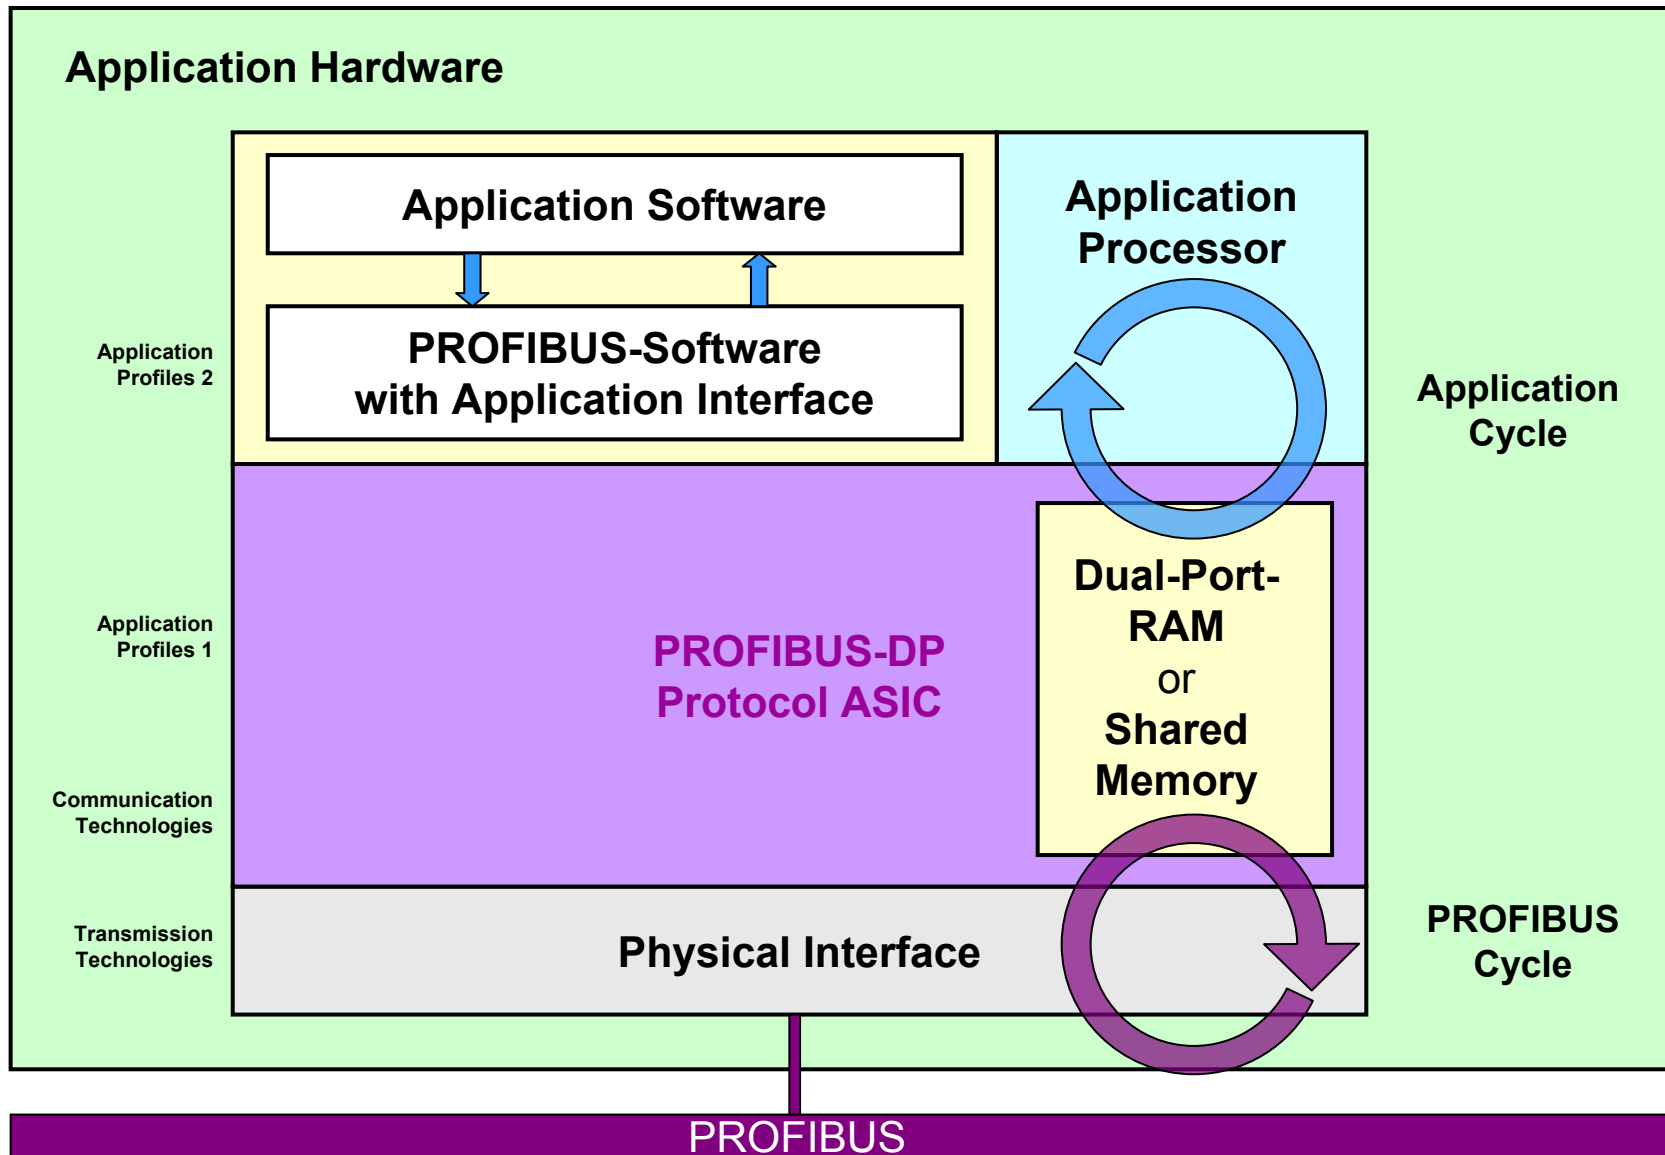 Application Hardware
Application Software
Application
Processor
PROFIBUS-Software
with Application Interface
Application
Profiles 2
Application
Cycle
Application
Profiles 1
PROFIBUS-DP
Protocol ASIC
Dual-Port-
RAM
or
Shared
Memory
Communication
Technologies
Transmission
Technologies
Physical Interface
PROFIBUS
Cycle
PROFIBUS